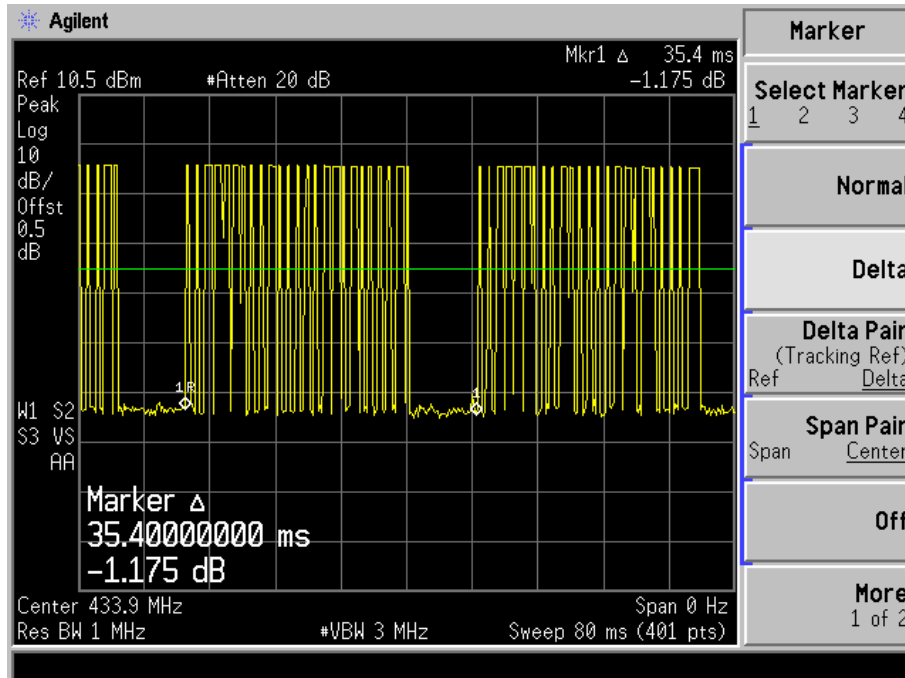 Agilent
Marker
Mkr1 Δ 35.4 ms
Ref 10.5 dBm #Atten 20 dB -1.175 dB
Peak
Log
10
dB/
Offst
0.5
dB
Select Marker
1 2 3 4
Normal
Delta
Delta Pair
(Tracking Ref)
Ref Delta
1R
1
W1 S2
S3 VS
AA
Span Pair
Span Center
Marker Δ
35.40000000 ms
-1.175 dB
Off
Center 433.9 MHz Span 0 Hz
Res BW 1 MHz #VBW 3 MHz Sweep 80 ms (401 pts)
More
1 of 2